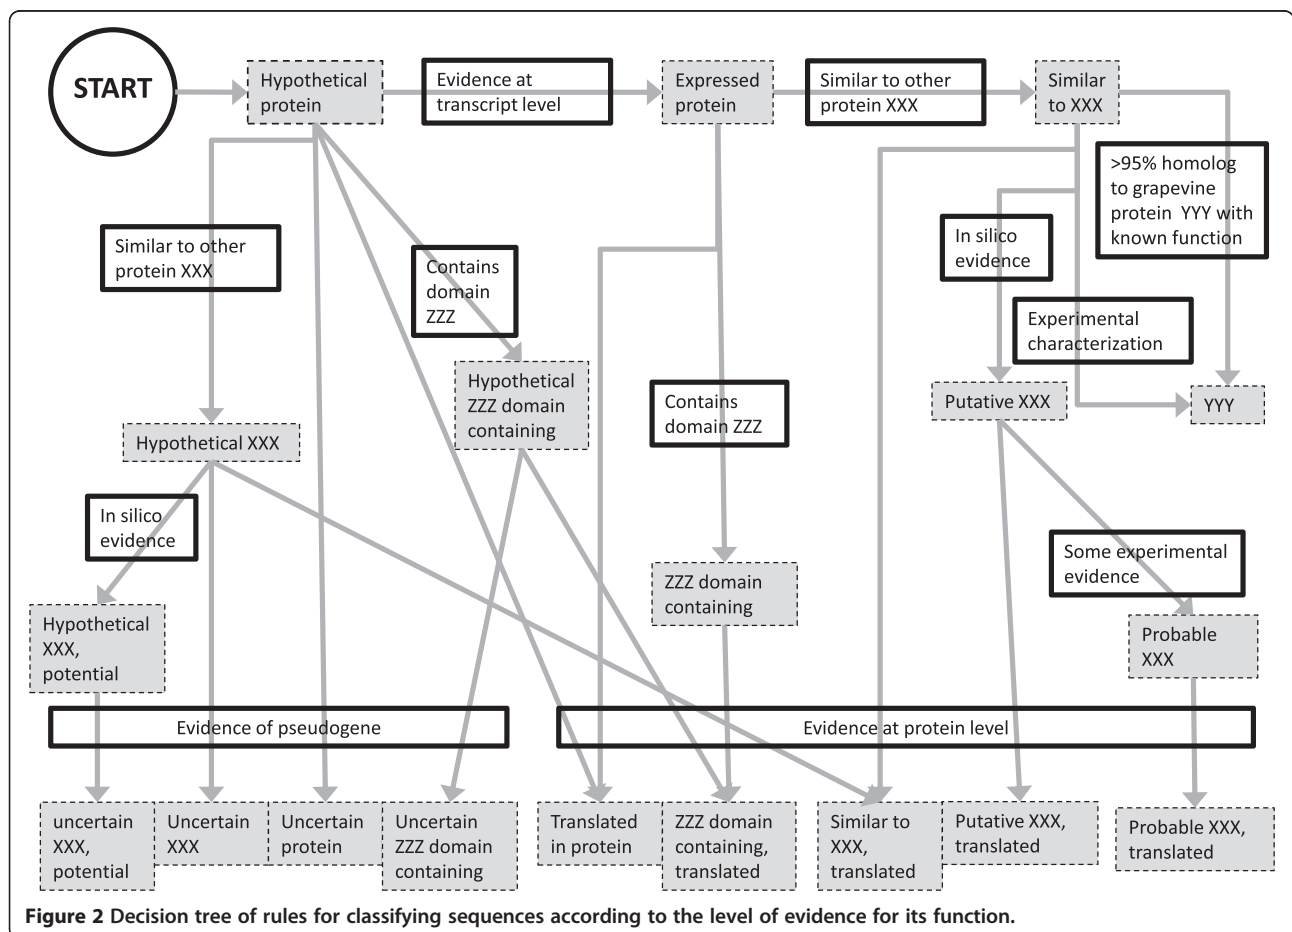 START
Hypothetical
protein
Evidence at
transcript level
Expressed
protein
Similar to other
protein XXX
Similar
to XXX
>95% homolog
to grapevine
protein YYY with
known function
Similar to other
protein XXX
Contains
domain
ZZZ
In silico
evidence
Experimental
characterization
Hypothetical
ZZZ domain
containing
Contains
domain ZZZ
Putative XXX
YYY
Hypothetical XXX
In silico
evidence
Some experimental
evidence
ZZZ domain
containing
Hypothetical
XXX,
potential
Probable
XXX
Evidence of pseudogene
Evidence at protein level
uncertain
XXX,
potential
Uncertain
XXX
Uncertain
protein
Uncertain
ZZZ domain
containing
Translated
in protein
ZZZ domain
containing,
translated
Similar to
XXX,
translated
Putative XXX,
translated
Probable XXX,
translated
Figure 2 Decision tree of rules for classifying sequences according to the level of evidence for its function.